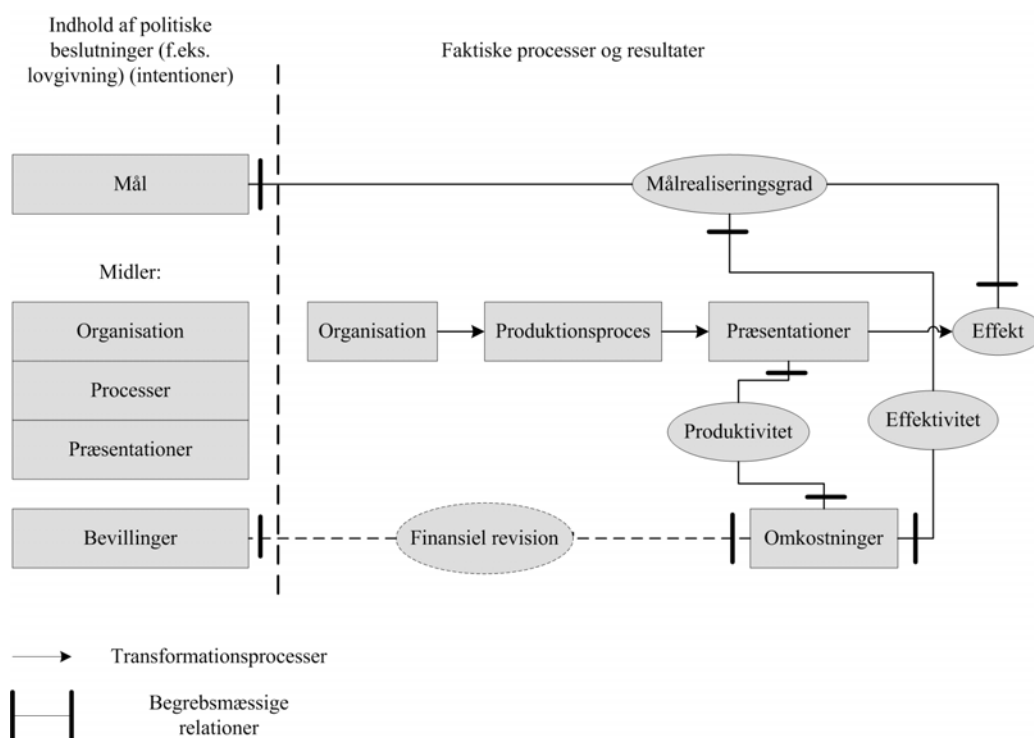 Indhold af politiske
beslutninger (f.eks.
lovgivning) (intentioner)
Faktiske processer og resultater
Mål
Målrealiseringsgrad
Midler:
Organisation
Processer
Præsentationer
Organisation
Produktionsproces
Præsentationer
Effekt
Produktivitet
Effektivitet
Bevillinger
Finansiel revision
Omkostninger
Transformationsprocesser
Begrebsmæssige
relationer